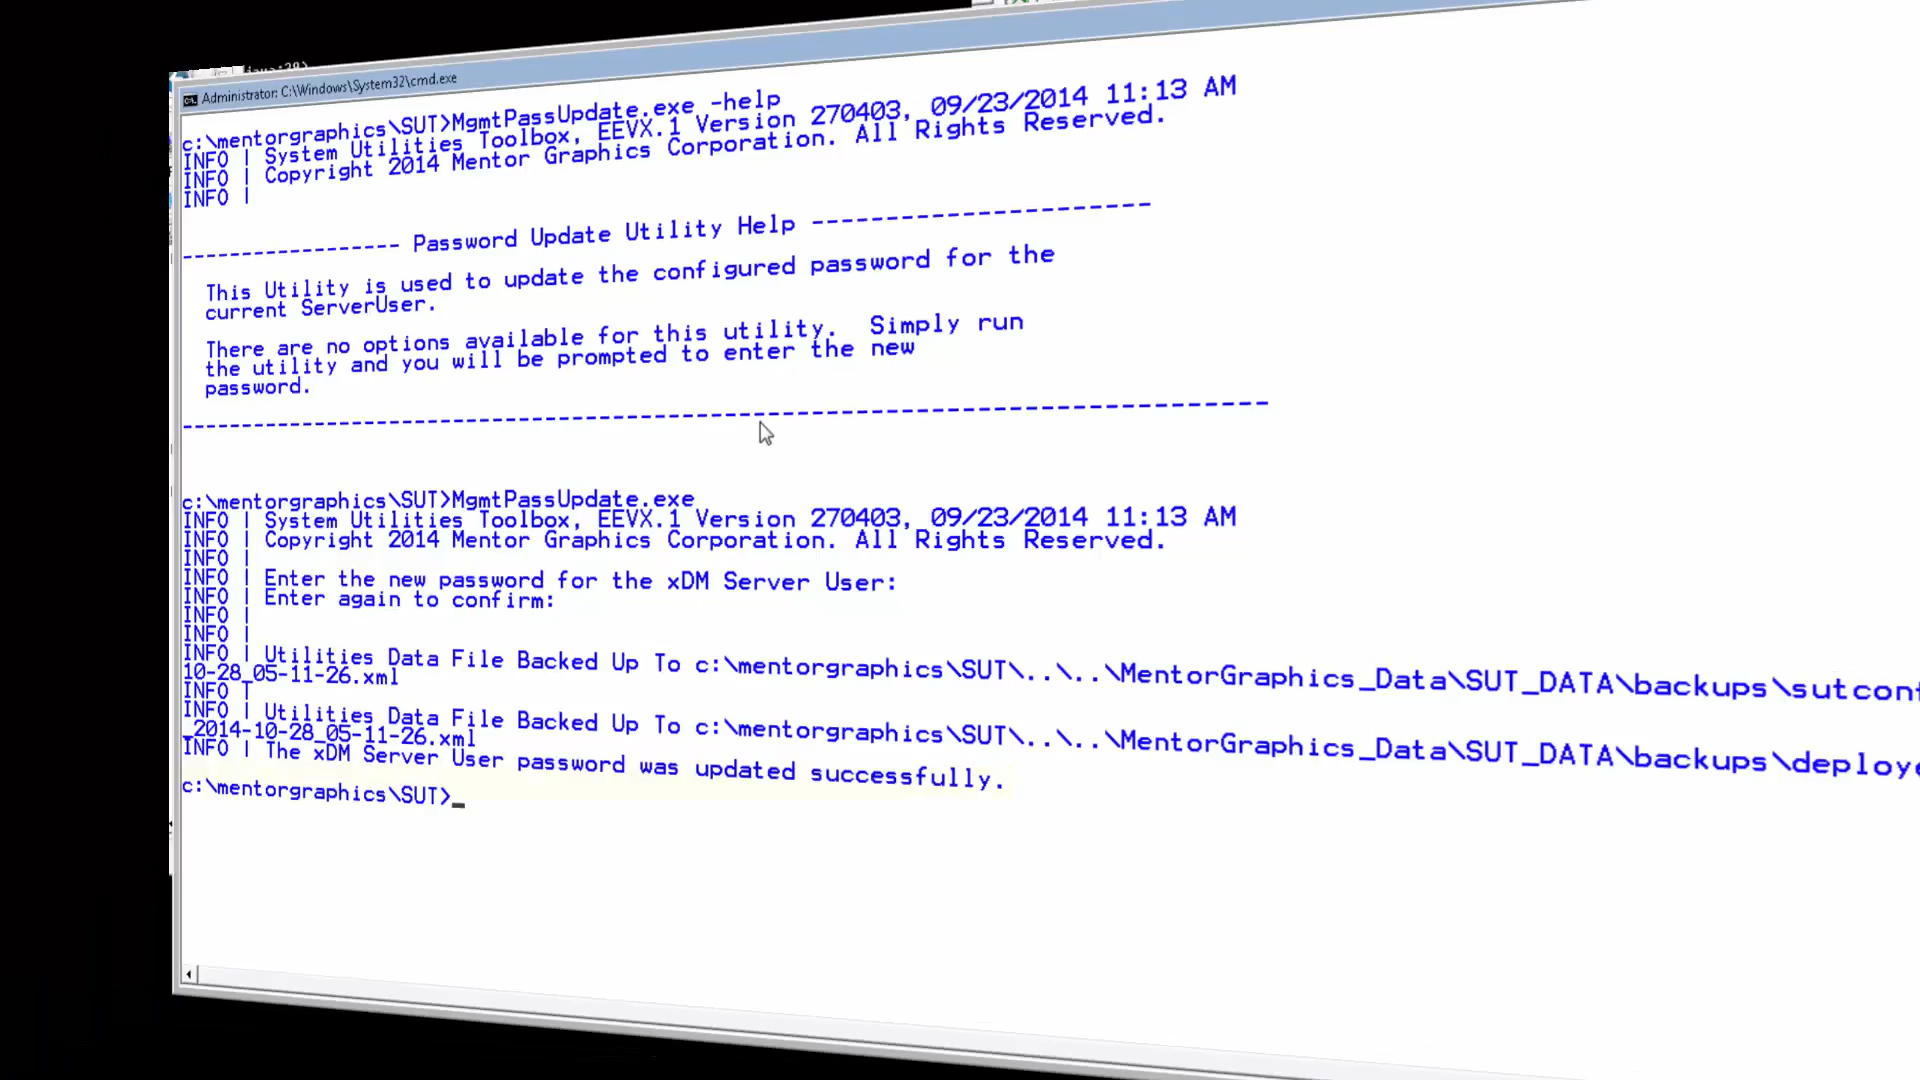 Administrator: C:\Windows\System32\cmd.exe
c:\mentorgraphics\SUT>MgmtPassUpdate.exe -help
INFO | System Utilities Toolbox, EEVX.1 Version 270403, 09/23/2014 11:13 AM
INFO | Copyright 2014 Mentor Graphics Corporation. All Rights Reserved.
INFO |
---------------- Password Update Utility Help -----------------------
This Utility is used to update the configured password for the
current ServerUser.
There are no options available for this utility.  Simply run
the utility and you will be prompted to enter the new
password.
c:\mentorgraphics\SUT>MgmtPassUpdate.exe
INFO | System Utilities Toolbox, EEVX.1 Version 270403, 09/23/2014 11:13 AM
INFO | Copyright 2014 Mentor Graphics Corporation. All Rights Reserved.
INFO |
INFO | Enter the new password for the xDM Server User:
INFO | Enter again to confirm:
INFO |
INFO |
INFO | Utilities Data File Backed Up To c:\mentorgraphics\SUT\..\..\MentorGraphics_Data\SUT_DATA\backups\sutconf
10-28_05-11-26.xml
INFO |
INFO | Utilities Data File Backed Up To c:\mentorgraphics\SUT\..\..\MentorGraphics_Data\SUT_DATA\backups\deploye
_2014-10-28_05-11-26.xml
INFO | The xDM Server User password was updated successfully.
c:\mentorgraphics\SUT>_